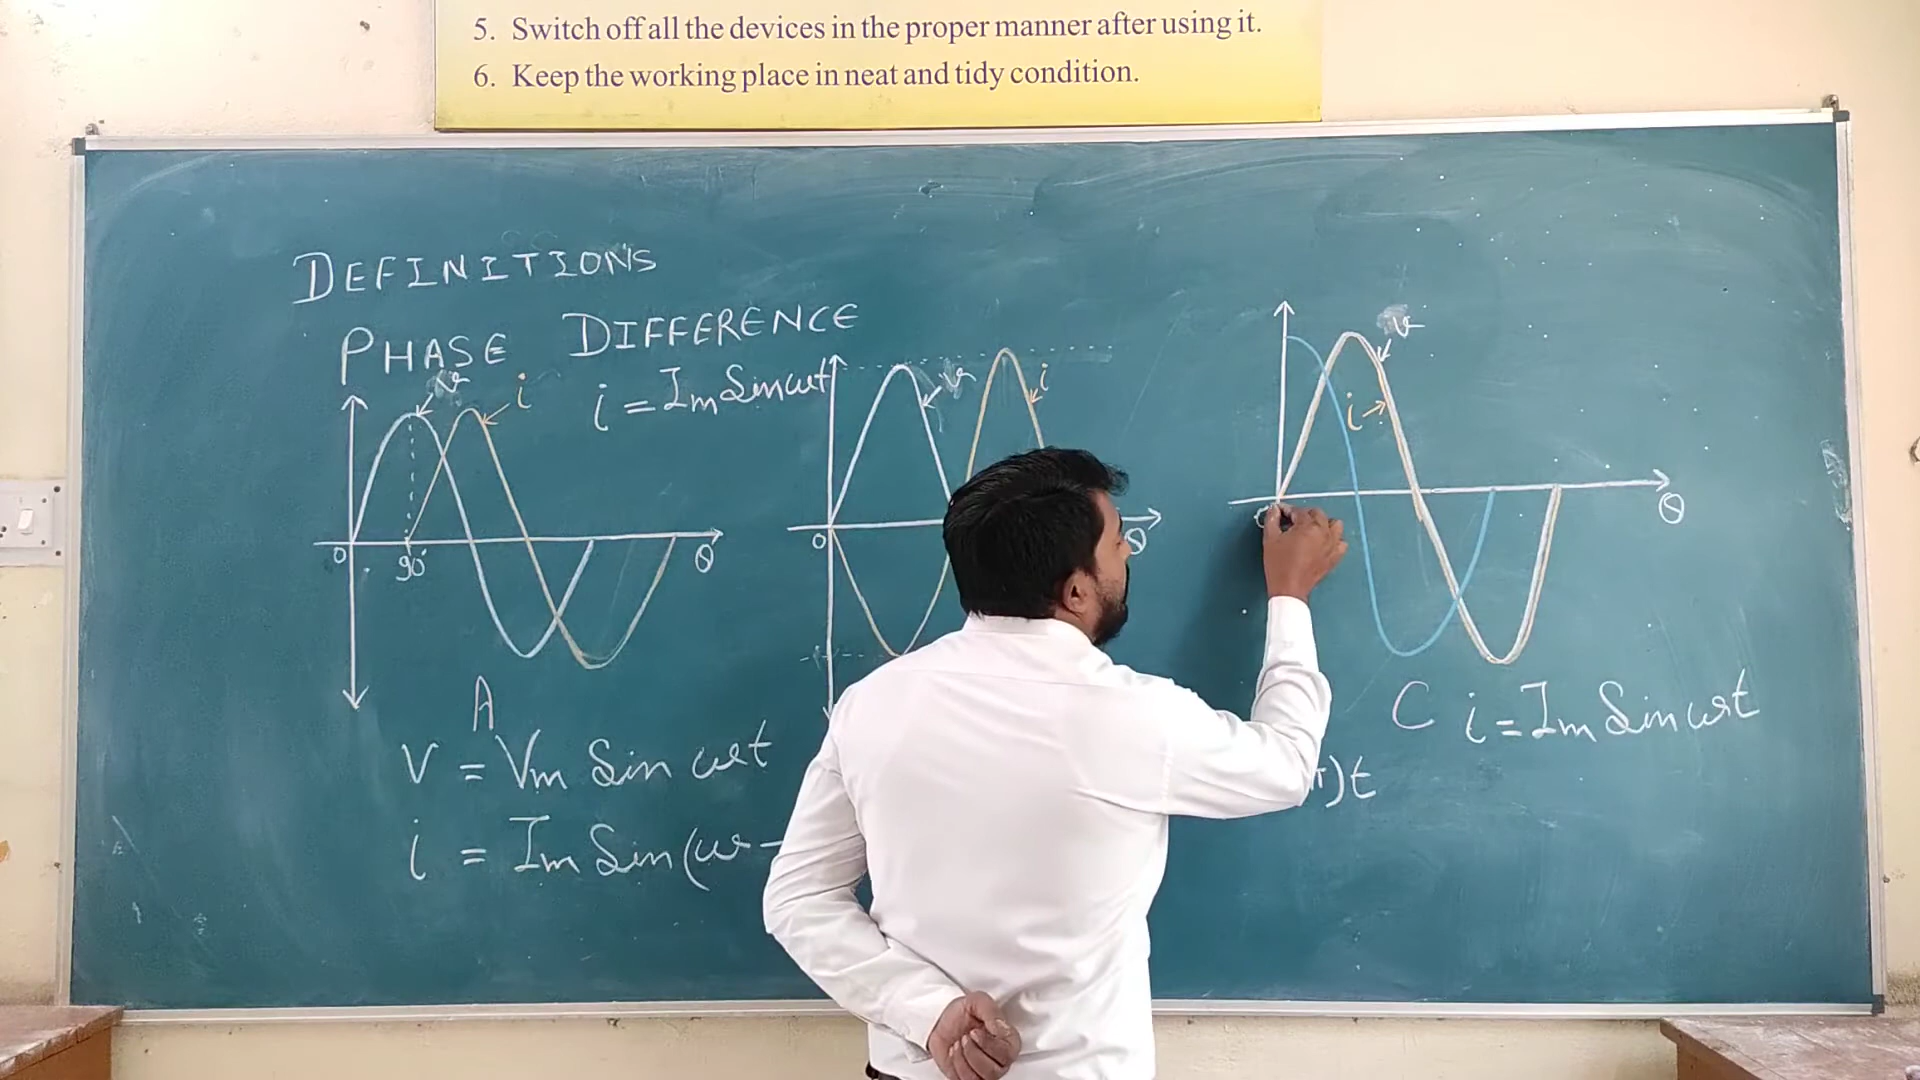 5. Switch off all the devices in the proper manner after using it.
6. Keep the working place in neat and tidy condition.
DEFINITIONS
PHASE DIFFERENCE
i = Im Sin ωt
v
i
0
90°
θ
A
V = Vm Sin ωt
i = Im Sin (ω -
v
i
0
θ
π)t
v
i
θ
C i = Im Sin ωt